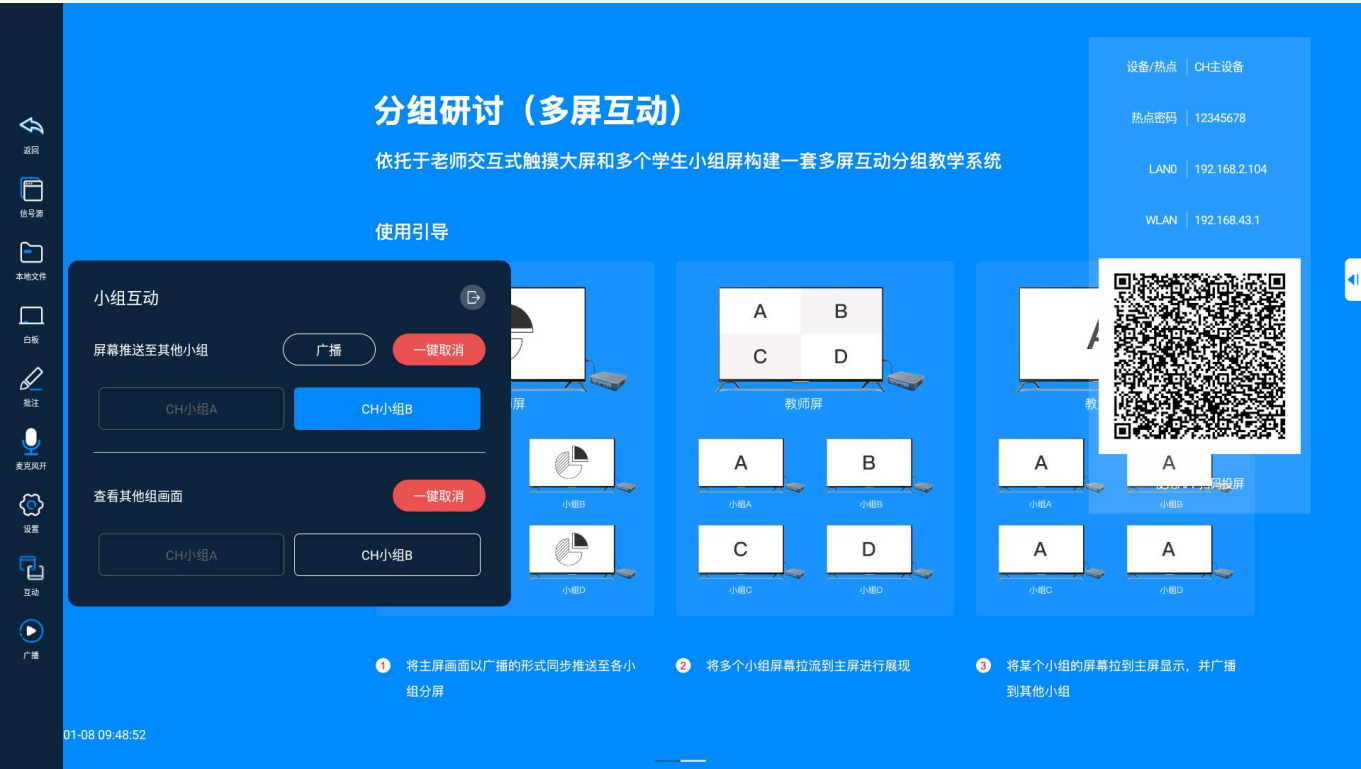 返回
信号源
本地文件
白板
批注
麦克风开
设置
互动
广播
分组研讨（多屏互动）
依托于老师交互式触摸大屏和多个学生小组屏构建一套多屏互动分组教学系统
使用引导
设备/热点 CH主设备
热点密码 12345678
LAN0 192.168.2.104
WLAN 192.168.43.1
小组互动
屏幕推送至其他小组 广播 一键取消
CH小组A CH小组B
查看其他组画面 一键取消
CH小组A CH小组B
屏
小组B
小组D
A B
C D
教师屏
A B
小组A 小组B
C D
小组C 小组D
A
教
A A
小组A 小组B
扫码投屏
A A
小组C 小组D
1 将主屏画面以广播的形式同步推送至各小
组分屏
2 将多个小组屏幕拉流到主屏进行展现
3 将某个小组的屏幕拉到主屏显示，并广播
到其他小组
01-08 09:48:52